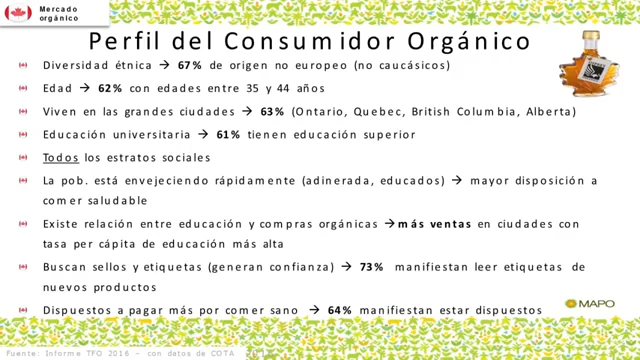 Mercado
orgánico
Perfil del Consumidor Orgánico
Diversidad étnica → 67% de origen no europeo (no caucásicos)
Edad → 62% con edades entre 35 y 44 años
Viven en las grandes ciudades → 63% (Ontario, Quebec, British Columbia, Alberta)
Educación universitaria → 61% tienen educación superior
Todos los estratos sociales
La pob. está envejeciendo rápidamente (adinerada, educados) → mayor disposición a
comer saludable
Existe relación entre educación y compras orgánicas → más ventas en ciudades con
tasa per cápita de educación más alta
Buscan sellos y etiquetas (generan confianza) → 73% manifiestan leer etiquetas de
nuevos productos
MAPO
Dispuestos a pagar más por comer sano → 64% manifiestan estar dispuestos
Fuente: Informe TFO 2016 – con datos de COTA